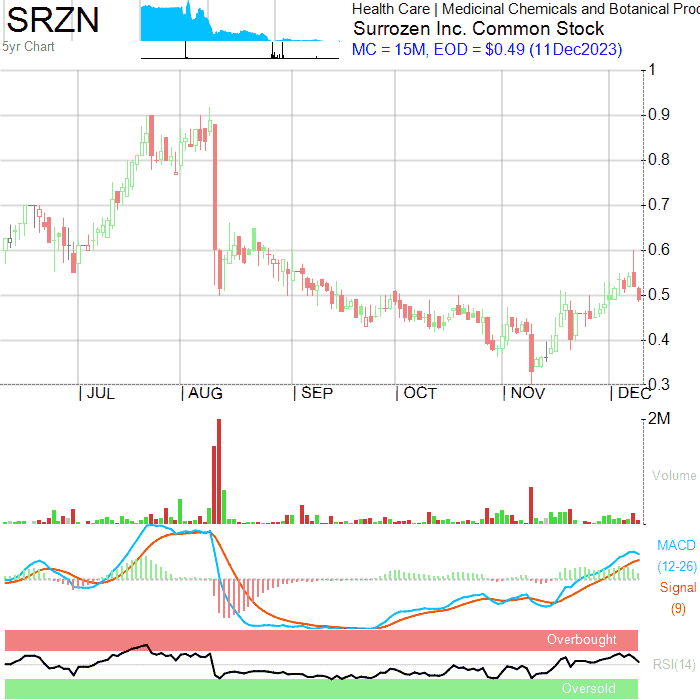 SRZN
5yr Chart
Health Care | Medicinal Chemicals and Botanical Proc
Surrozen Inc. Common Stock
MC = 15M, EOD = $0.49 (11Dec2023)
1
0.9
0.8
0.7
0.6
0.5
0.4
0.3
| JUL | AUG | SEP | OCT | NOV | DEC
2M
Volume
MACD
(12-26)
Signal
(9)
Overbought
RSI(14)
Oversold